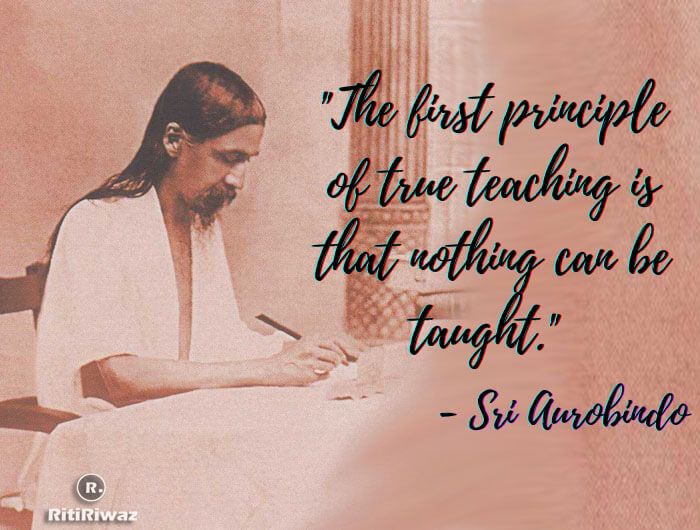 "The first principle
of true teaching is
that nothing can be
taught."
- Sri Aurobindo
R.
RitiRiwaz